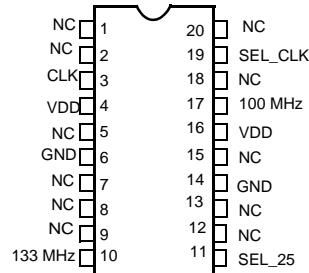 NC 1 20 NC
NC 2 19 SEL_CLK
CLK 3 18 NC
VDD 4 17 100 MHz
NC 5 16 VDD
GND 6 15 NC
NC 7 14 GND
NC 8 13 NC
NC 9 12 NC
133 MHz 10 11 SEL_25